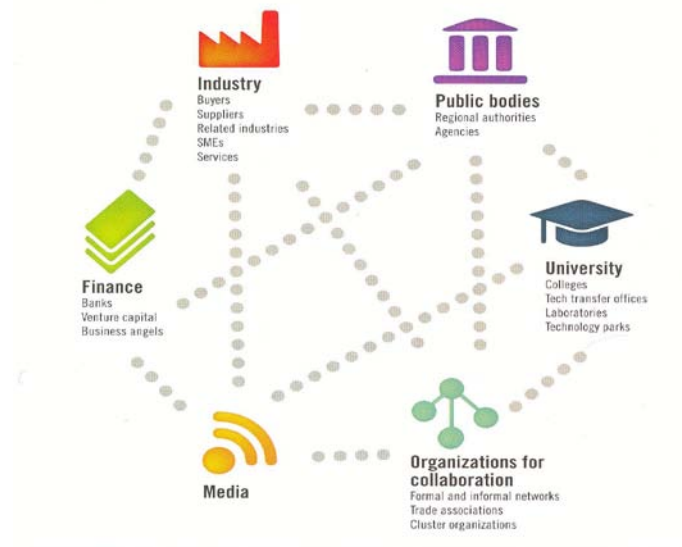 Industry
Buyers
Suppliers
Related industries
SMEs
Services
Public bodies
Regional authorities
Agencies
Finance
Banks
Venture capital
Business angels
University
Colleges
Tech transfer offices
Laboratories
Technology parks
Media
Organizations for
collaboration
Formal and informal networks
Trade associations
Cluster organizations